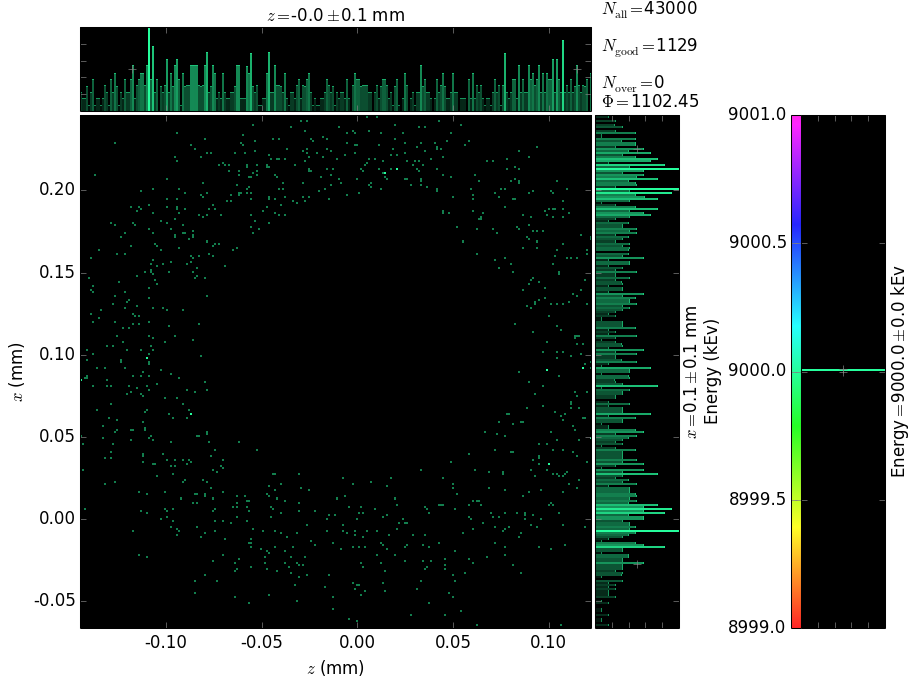 z=-0.0±0.1 mm
N_all=43000
N_good=1129
N_over=0
Φ=1102.45
0.20
0.15
0.10
0.05
0.00
-0.05
x (mm)
-0.10
-0.05
0.00
0.05
0.10
z (mm)
x=0.1±0.1 mm
Energy (kEv)
9001.0
9000.5
9000.0
8999.5
8999.0
Energy=9000.0±0.0 kEv